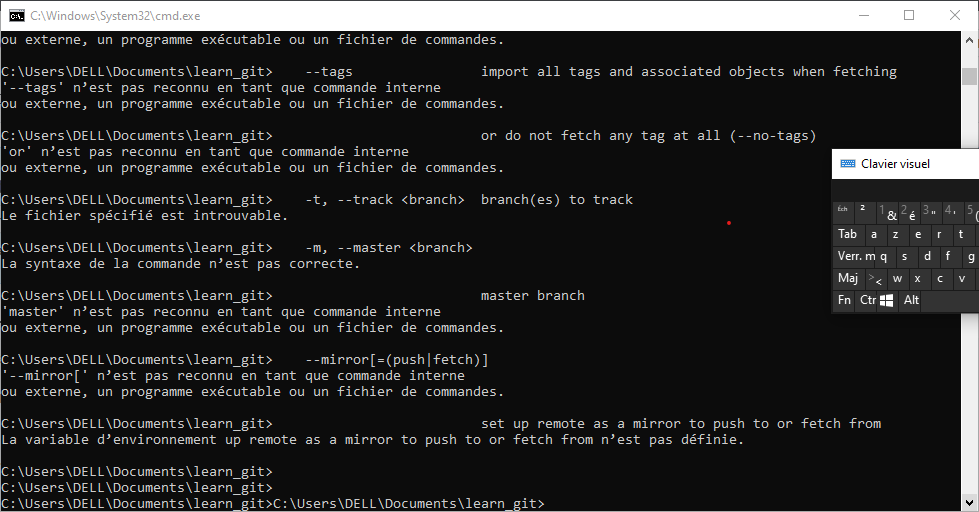 C:\Windows\System32\cmd.exe
ou externe, un programme exécutable ou un fichier de commandes.
C:\Users\DELL\Documents\learn_git>    --tags                import all tags and associated objects when fetching
'--tags' n’est pas reconnu en tant que commande interne
ou externe, un programme exécutable ou un fichier de commandes.
C:\Users\DELL\Documents\learn_git>                          or do not fetch any tag at all (--no-tags)
'or' n’est pas reconnu en tant que commande interne
ou externe, un programme exécutable ou un fichier de commandes.
C:\Users\DELL\Documents\learn_git>    -t, --track <branch>  branch(es) to track
Le fichier spécifié est introuvable.
C:\Users\DELL\Documents\learn_git>    -m, --master <branch>
La syntaxe de la commande n’est pas correcte.
C:\Users\DELL\Documents\learn_git>                          master branch
'master' n’est pas reconnu en tant que commande interne
ou externe, un programme exécutable ou un fichier de commandes.
C:\Users\DELL\Documents\learn_git>    --mirror[=(push|fetch)]
'--mirror[' n’est pas reconnu en tant que commande interne
ou externe, un programme exécutable ou un fichier de commandes.
C:\Users\DELL\Documents\learn_git>                          set up remote as a mirror to push to or fetch from
La variable d’environnement up remote as a mirror to push to or fetch from n’est pas définie.
C:\Users\DELL\Documents\learn_git>
C:\Users\DELL\Documents\learn_git>
C:\Users\DELL\Documents\learn_git>C:\Users\DELL\Documents\learn_git>
Clavier visuel
Éch ² 1 & 2 é 3 " 4 ' 5 (
Tab a z e r t
Verr. m q s d f g
Maj > < w x c v
Fn Ctr Alt